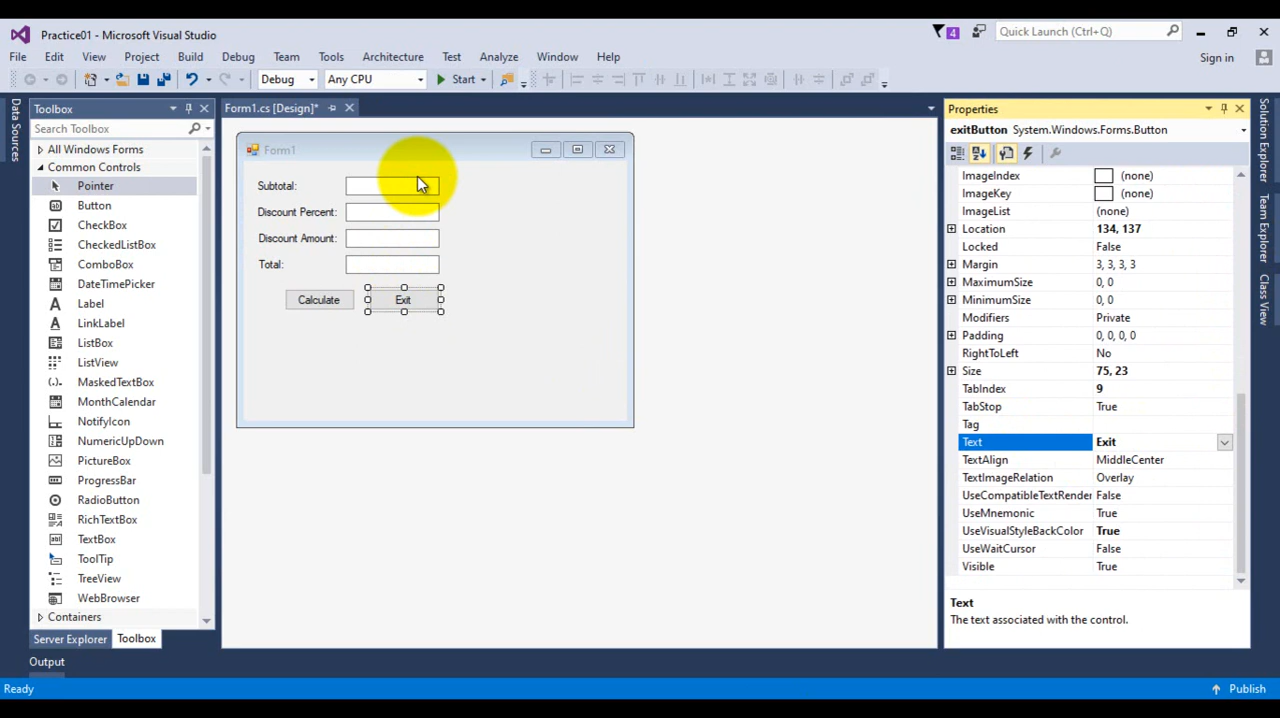 Practice01 - Microsoft Visual Studio
4
Quick Launch (Ctrl+Q)
File Edit View Project Build Debug Team Tools Architecture Test Analyze Window Help
Sign in
Debug Any CPU Start
Data Sources
Toolbox
Search Toolbox
All Windows Forms
Common Controls
Pointer
Button
CheckBox
CheckedListBox
ComboBox
DateTimePicker
Label
LinkLabel
ListBox
ListView
MaskedTextBox
MonthCalendar
NotifyIcon
NumericUpDown
PictureBox
ProgressBar
RadioButton
RichTextBox
TextBox
ToolTip
TreeView
WebBrowser
Containers
Server Explorer Toolbox
Form1.cs [Design]*
Form1
Subtotal:
Discount Percent:
Discount Amount:
Total:
Calculate Exit
Properties
exitButton System.Windows.Forms.Button
ImageIndex (none)
ImageKey (none)
ImageList (none)
Location 134, 137
Locked False
Margin 3, 3, 3, 3
MaximumSize 0, 0
MinimumSize 0, 0
Modifiers Private
Padding 0, 0, 0, 0
RightToLeft No
Size 75, 23
TabIndex 9
TabStop True
Tag
Text Exit
TextAlign MiddleCenter
TextImageRelation Overlay
UseCompatibleTextRender False
UseMnemonic True
UseVisualStyleBackColor True
UseWaitCursor False
Visible True
Text
The text associated with the control.
Solution Explorer
Team Explorer
Class View
Output
Ready
Publish